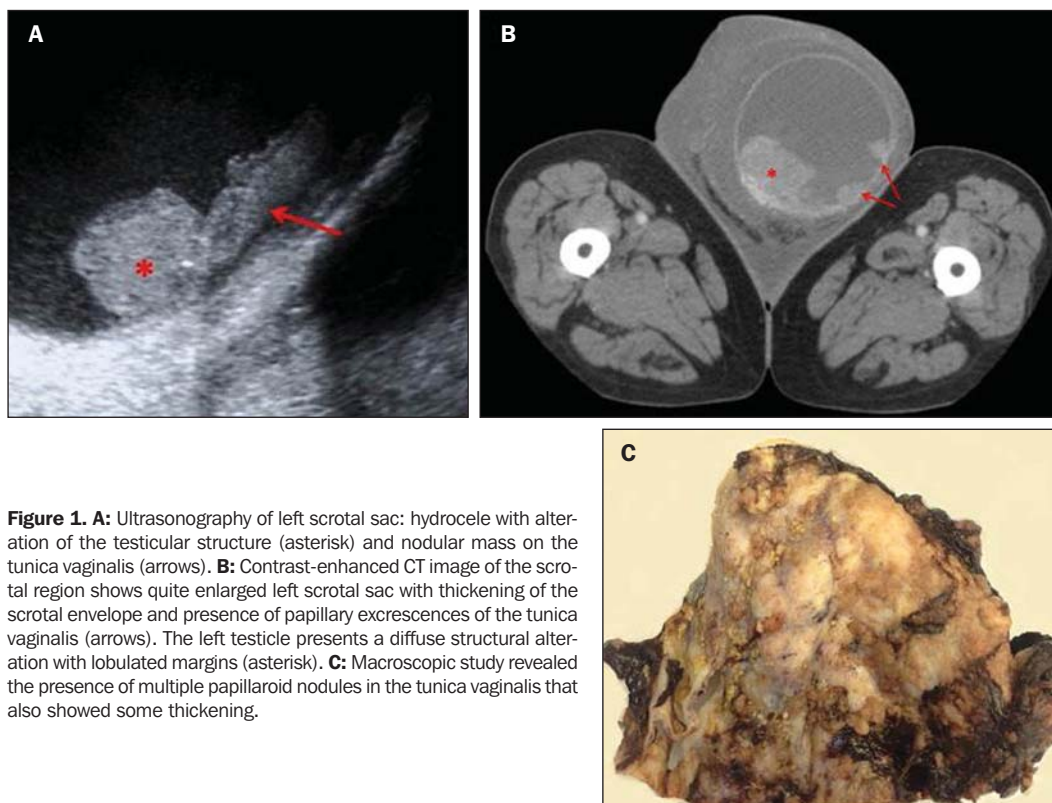 A
B
C
Figure 1. A: Ultrasonography of left scrotal sac: hydrocele with alter-
ation of the testicular structure (asterisk) and nodular mass on the
tunica vaginalis (arrows). B: Contrast-enhanced CT image of the scro-
tal region shows quite enlarged left scrotal sac with thickening of the
scrotal envelope and presence of papillary excrescences of the tunica
vaginalis (arrows). The left testicle presents a diffuse structural alter-
ation with lobulated margins (asterisk). C: Macroscopic study revealed
the presence of multiple papillaroid nodules in the tunica vaginalis that
also showed some thickening.